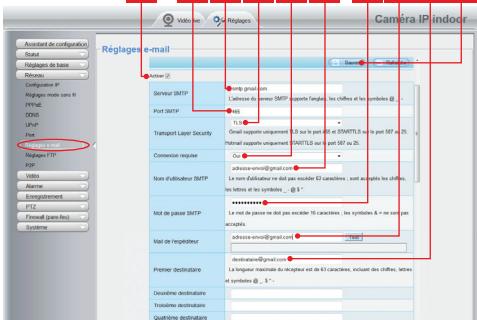 Vidéo live
Réglages
Caméra IP indoor
Assistant de configuration
Statut
Réglages de base
Réseau
Configuration IP
Réglages mode sans fil
PPPoE
DDNS
UPnP
Port
Réglages e-mail
Réglages FTP
P2P
Vidéo
Alarme
Enregistrement
PTZ
Firewall (pare-feu)
Système
Réglages e-mail
Sauver
Rafraîchir
Activer
Serveur SMTP
smtp.gmail.com
L'adresse du serveur SMTP supporte l'anglais, les chiffres et les symboles @ _ -
Port SMTP
465
Transport Layer Security
TLS
Gmail supporte uniquement TLS sur le port 465 et STARTTLS sur le port 587 ou 25.
Hotmail supporte uniquement STARTTLS sur le port 587 ou 25.
Connexion requise
Oui
Nom d'utilisateur SMTP
adresse-envoi@gmail.com
Le nom d'utilisateur ne doit pas excéder 63 caractères ; sont acceptés les chiffres,
les lettres et les symboles _ - @ $ *
Mot de passe SMTP
Le mot de passe ne doit pas excéder 16 caractères ; les symboles & = ne sont pas
acceptés.
Mail de l'expéditeur
adresse-envoi@gmail.com
Test
Premier destinataire
destinataire@gmail.com
La longueur maximale du récepteur est de 63 caractères, incluant des chiffres, lettres
et symboles @ _ . $ * -
Deuxième destinataire
Troisième destinataire
Quatrième destinataire